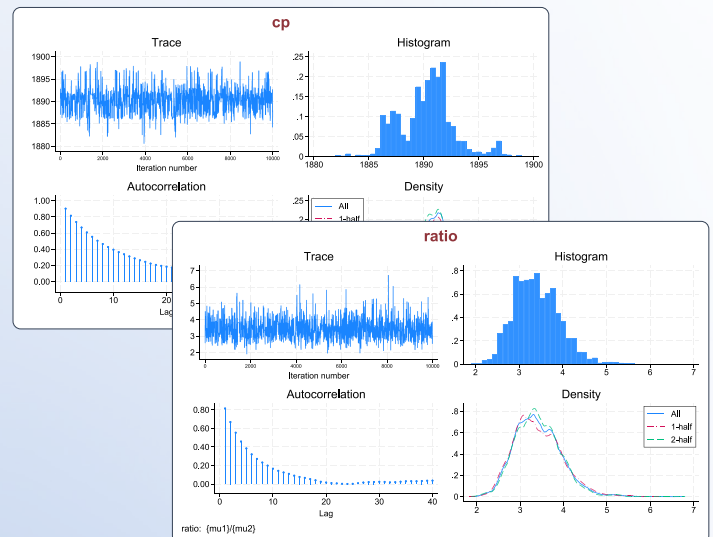 cp
Trace
1900
1895
1890
1885
1880
0 2000 4000 6000 8000 10000
Iteration number
Histogram
.25
.2
.15
.1
.05
0
1880 1885 1890 1895 1900
Autocorrelation
1.00
0.80
0.60
0.40
0.20
0.00
0 10 20
Lag
Density
.25
.2
All
1-half
ratio
Trace
7
6
5
4
3
2
0 2000 4000 6000 8000 10000
Iteration number
Histogram
.8
.6
.4
.2
0
2 3 4 5 6 7
Autocorrelation
0.80
0.60
0.40
0.20
0.00
0 10 20 30 40
Lag
Density
.8
.6
.4
.2
0
2 3 4 5 6 7
All
1-half
2-half
ratio: {mu1}/{mu2}